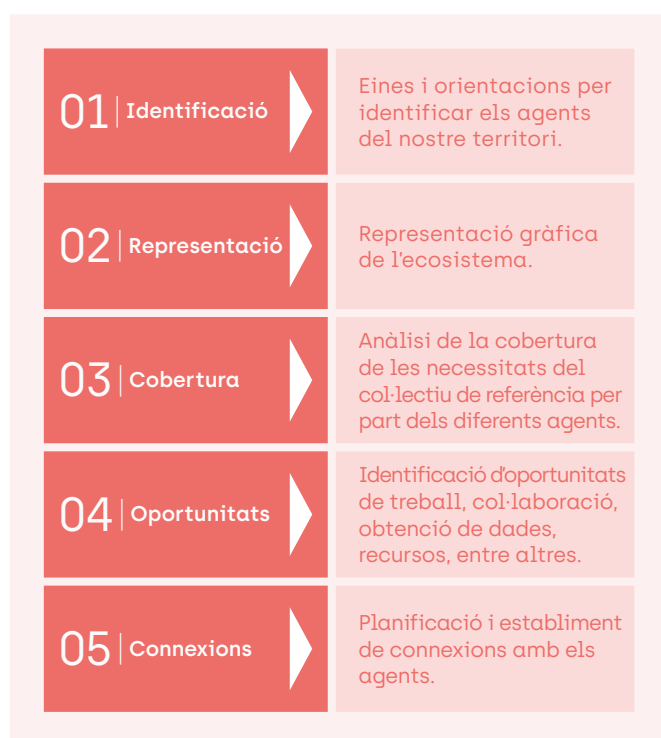 01 Identificació
Eines i orientacions per
identificar els agents
del nostre territori.
02 Representació
Representació gràfica
de l'ecosistema.
03 Cobertura
Anàlisi de la cobertura
de les necessitats del
col·lectiu de referència per
part dels diferents agents.
04 Oportunitats
Identificació d'oportunitats
de treball, col·laboració,
obtenció de dades,
recursos, entre altres.
05 Connexions
Planificació i establiment
de connexions amb els
agents.